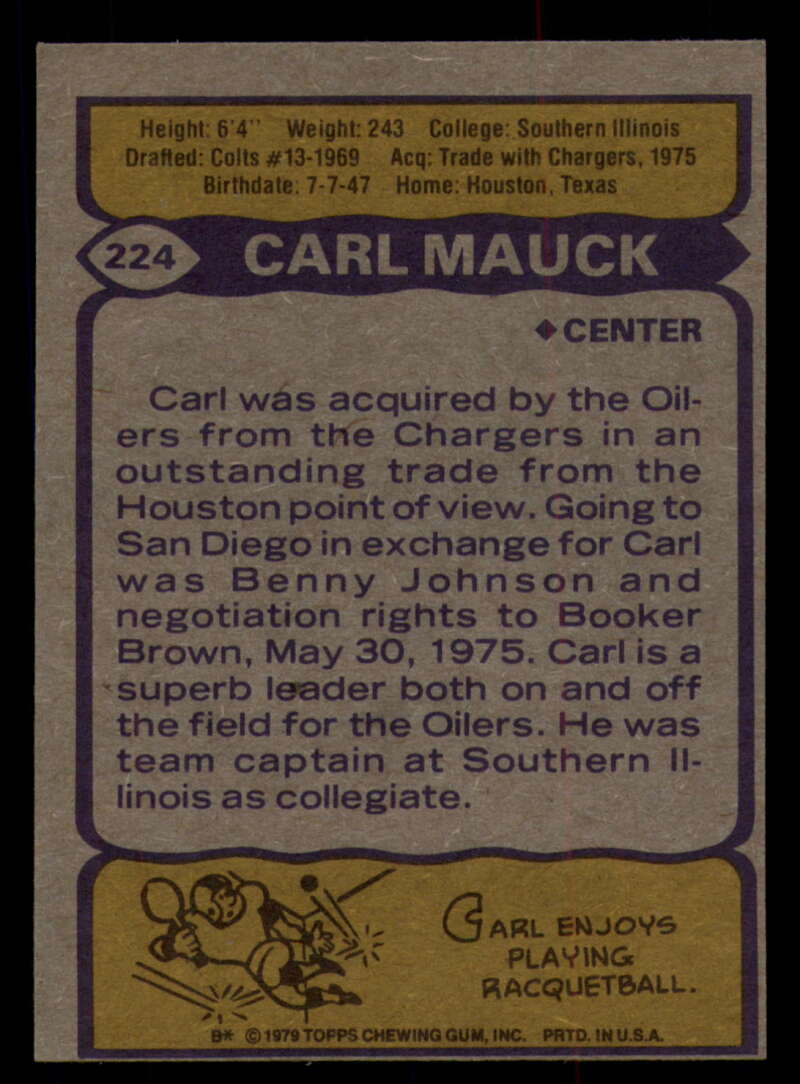 Height: 6'4" Weight: 243 College: Southern Illinois
Drafted: Colts #13-1969 Acq: Trade with Chargers, 1975
Birthdate: 7-7-47 Home: Houston, Texas
224 CARL MAUCK
◆CENTER
Carl was acquired by the Oil-
ers from the Chargers in an
outstanding trade from the
Houston point of view. Going to
San Diego in exchange for Carl
was Benny Johnson and
negotiation rights to Booker
Brown, May 30, 1975. Carl is a
superb leader both on and off
the field for the Oilers. He was
team captain at Southern Il-
linois as collegiate.
CARL ENJOYS
PLAYING
RACQUETBALL.
B* © 1979 TOPPS CHEWING GUM, INC. PRTD. IN U.S.A.